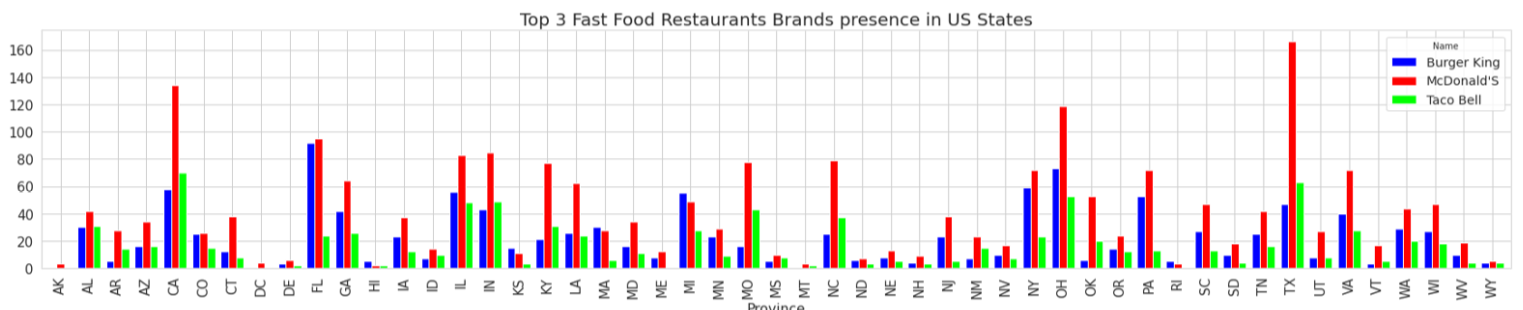 Top 3 Fast Food Restaurants Brands presence in US States
160
140
120
100
80
60
40
20
0
Name
Burger King
McDonald'S
Taco Bell
AK AL AR AZ CA CO CT DC DE FL GA HI IA ID IL IN KS KY LA MA MD ME MI MN MO MS MT NC ND NE NH NJ NM NV NY OH OK OR PA RI SC SD TN TX UT VA VT WA WI WV WY
Province